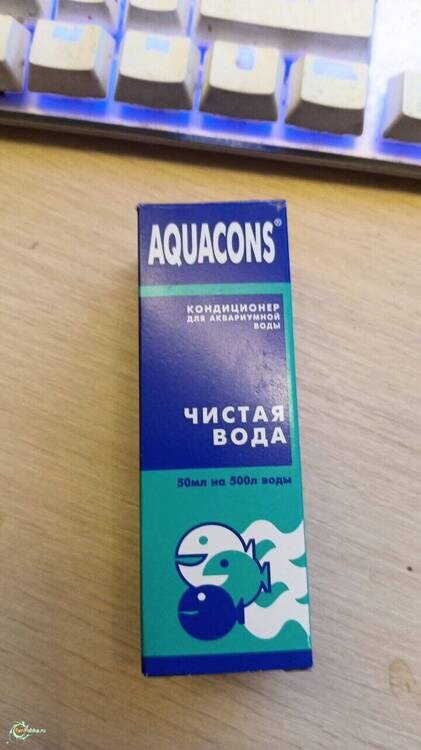 AQUACONS®
КОНДИЦИОНЕР
ДЛЯ АКВАРИУМНОЙ
ВОДЫ
ЧИСТАЯ
ВОДА
50мл на 500л воды